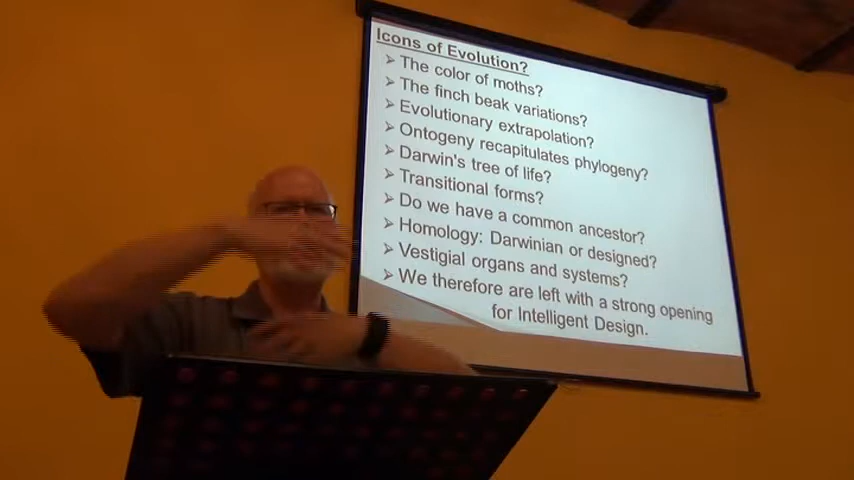 Icons of Evolution?
➢ The color of moths?
➢ The finch beak variations?
➢ Evolutionary extrapolation?
➢ Ontogeny recapitulates phylogeny?
➢ Darwin's tree of life?
➢ Transitional forms?
➢ Do we have a common ancestor?
➢ Homology: Darwinian or designed?
➢ Vestigial organs and systems?
➢ We therefore are left with a strong opening
for Intelligent Design.